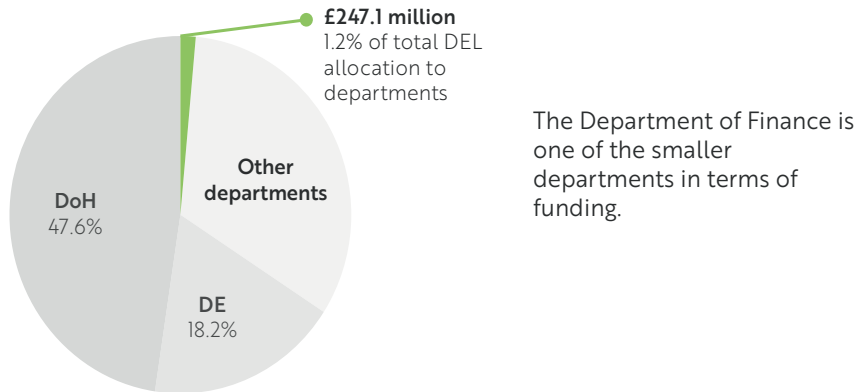 £247.1 million
1.2% of total DEL
allocation to
departments
Other
departments
DoH
47.6%
DE
18.2%
The Department of Finance is
one of the smaller
departments in terms of
funding.